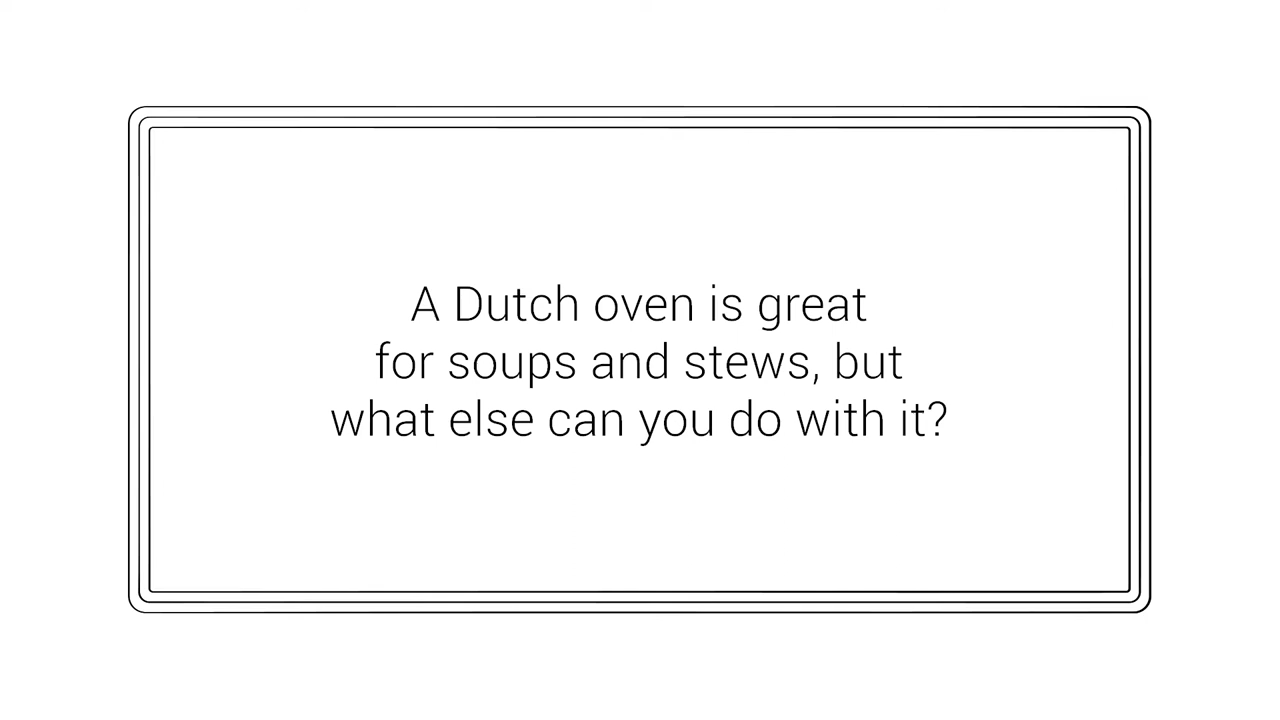 A Dutch oven is great
for soups and stews, but
what else can you do with it?